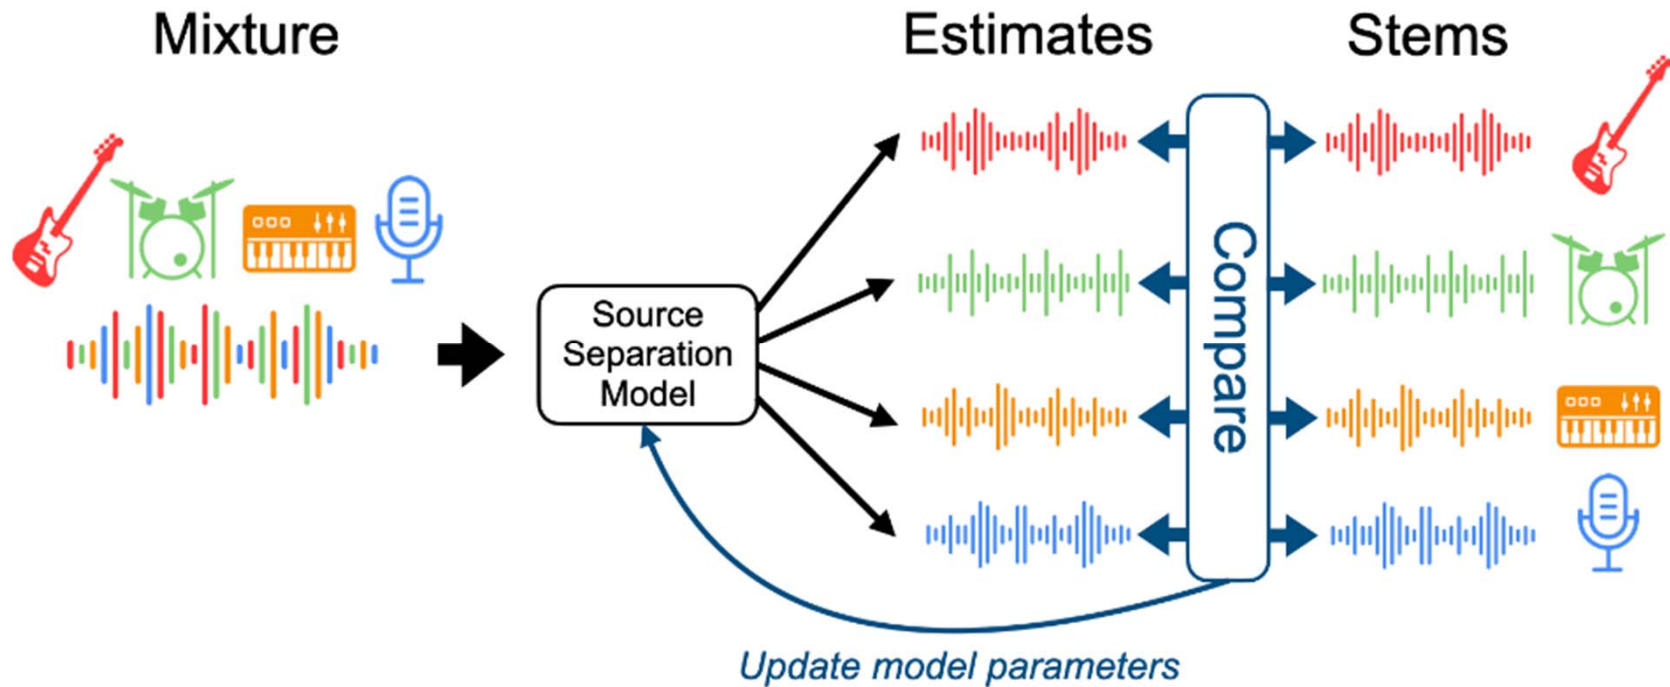 Mixture
Estimates
Stems
Source
Separation
Model
Compare
Update model parameters